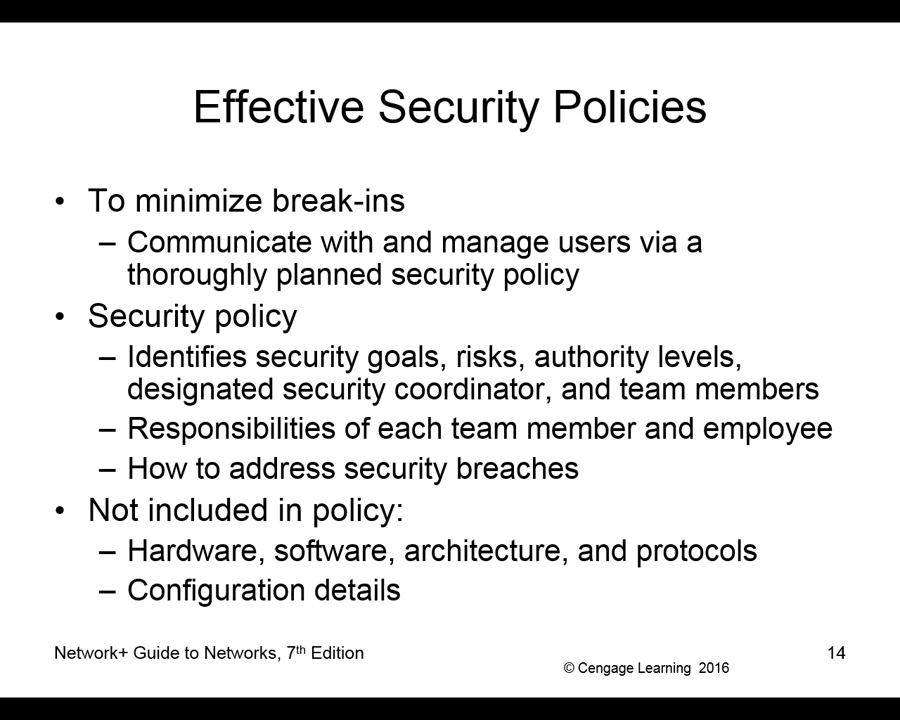 Effective Security Policies
• To minimize break-ins
– Communicate with and manage users via a
thoroughly planned security policy
• Security policy
– Identifies security goals, risks, authority levels,
designated security coordinator, and team members
– Responsibilities of each team member and employee
– How to address security breaches
• Not included in policy:
– Hardware, software, architecture, and protocols
– Configuration details
Network+ Guide to Networks, 7th Edition
© Cengage Learning 2016
14